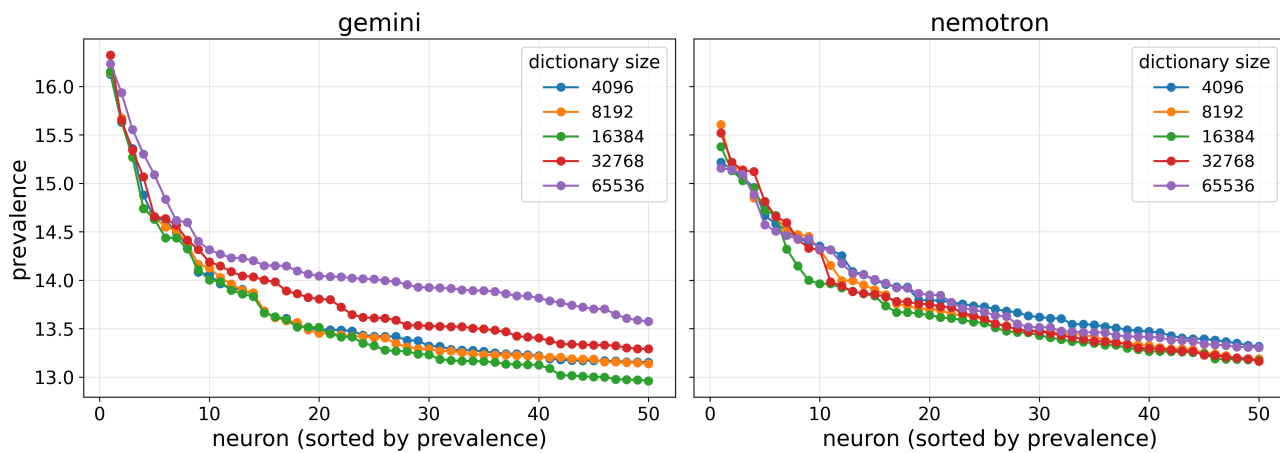 gemini
nemotron
prevalence
16.0
15.5
15.0
14.5
14.0
13.5
13.0
dictionary size
4096
8192
16384
32768
65536
dictionary size
4096
8192
16384
32768
65536
0 10 20 30 40 50
0 10 20 30 40 50
neuron (sorted by prevalence)
neuron (sorted by prevalence)